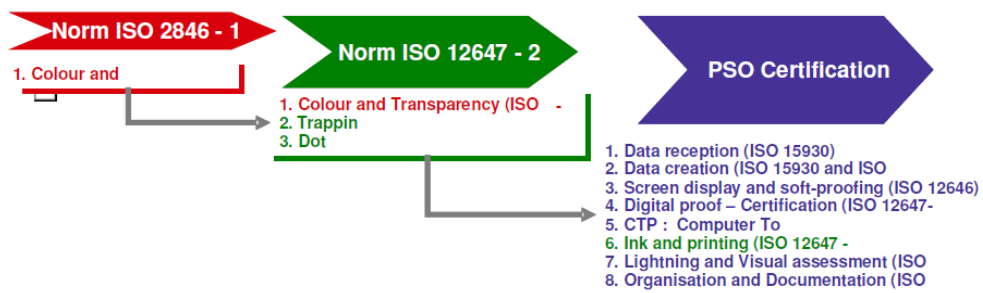 Norm ISO 2846 - 1
1. Colour and
Norm ISO 12647 - 2
1. Colour and Transparency (ISO -
2. Trappin
3. Dot
PSO Certification
1. Data reception (ISO 15930)
2. Data creation (ISO 15930 and ISO
3. Screen display and soft-proofing (ISO 12646)
4. Digital proof – Certification (ISO 12647-
5. CTP : Computer To
6. Ink and printing (ISO 12647 -
7. Lightning and Visual assessment (ISO
8. Organisation and Documentation (ISO